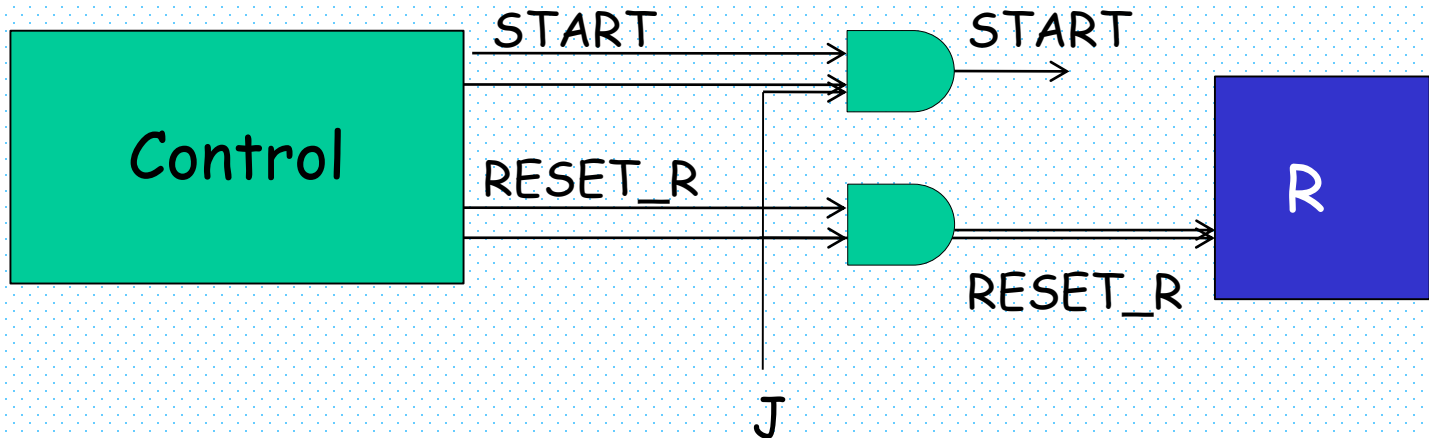 START
START
Control
RESET_R
R
RESET_R
J